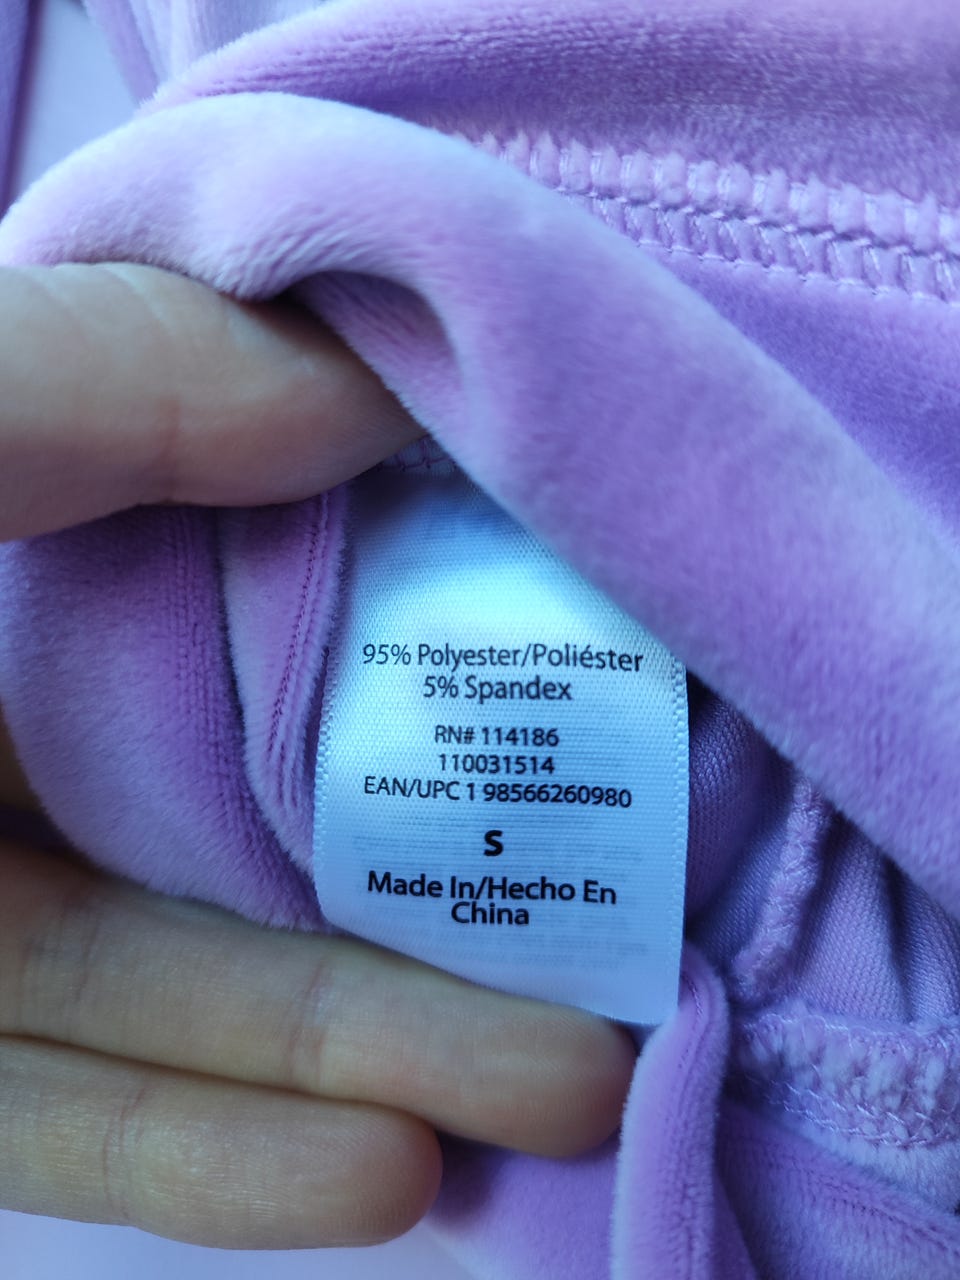 95% Polyester/Poliéster
5% Spandex
RN# 114186
110031514
EAN/UPC 1 98566260980
S
Made In/Hecho En
China